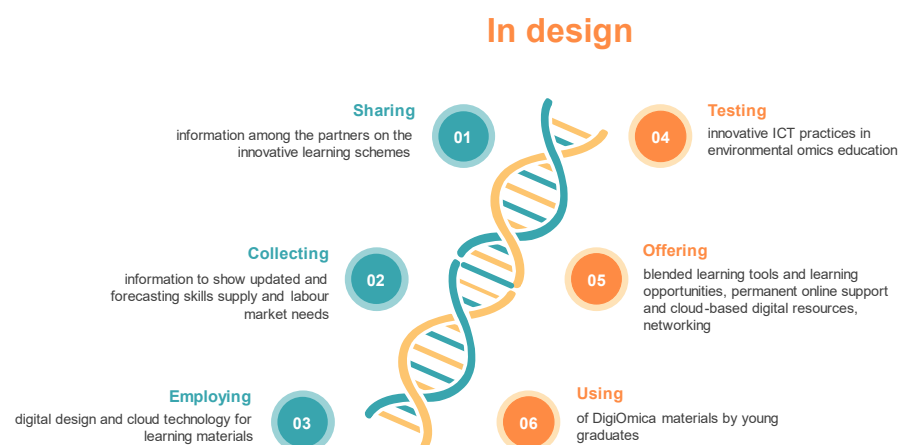 In design
Sharing
information among the partners on the
innovative learning schemes
01
Collecting
information to show updated and
forecasting skills supply and labour
market needs
02
Employing
digital design and cloud technology for
learning materials
03
04
Testing
innovative ICT practices in
environmental omics education
05
Offering
blended learning tools and learning
opportunities, permanent online support
and cloud-based digital resources,
networking
06
Using
of DigiOmica materials by young
graduates